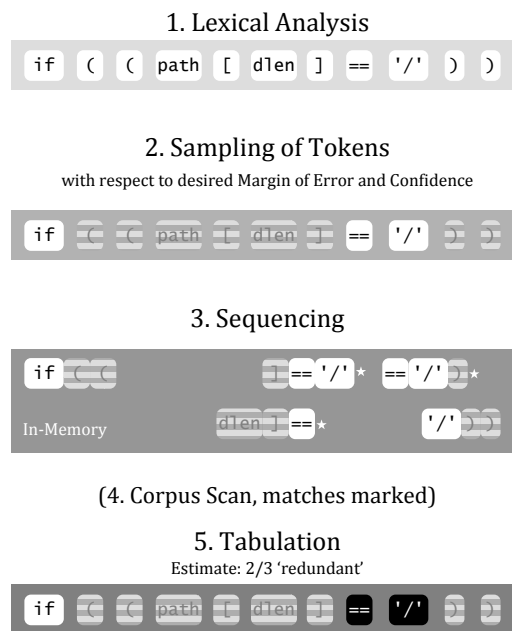 1. Lexical Analysis
if ( ( path [ dlen ] == '/' ) )
2. Sampling of Tokens
with respect to desired Margin of Error and Confidence
if ( ( path [ dlen ] == '/' ) )
3. Sequencing
if ( ( ] == '/' ★ == '/' ) ★
In-Memory dlen ] == ★ '/' ) )
(4. Corpus Scan, matches marked)
5. Tabulation
Estimate: 2/3 ‘redundant’
if ( ( path [ dlen ] == '/' ) )